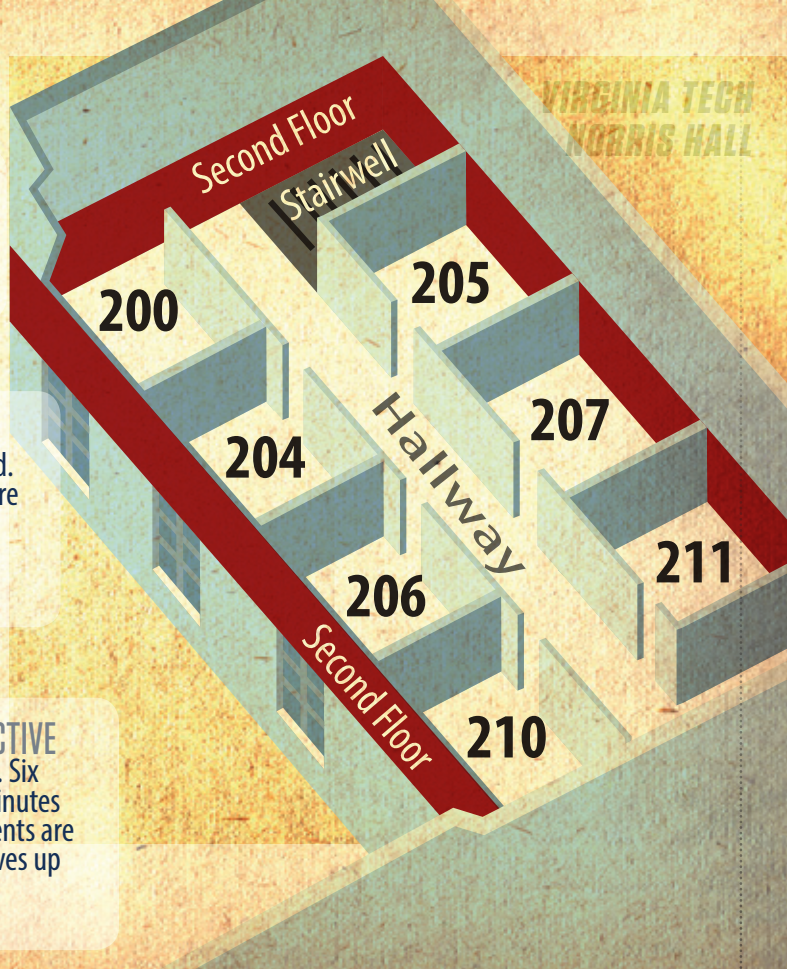 VIRGINIA TECH
NORRIS HALL
Second Floor
Stairwell
200
205
204
207
Hallway
206
211
Second Floor
210
d.
re
CTIVE
. Six
inutes
ents are
ves up